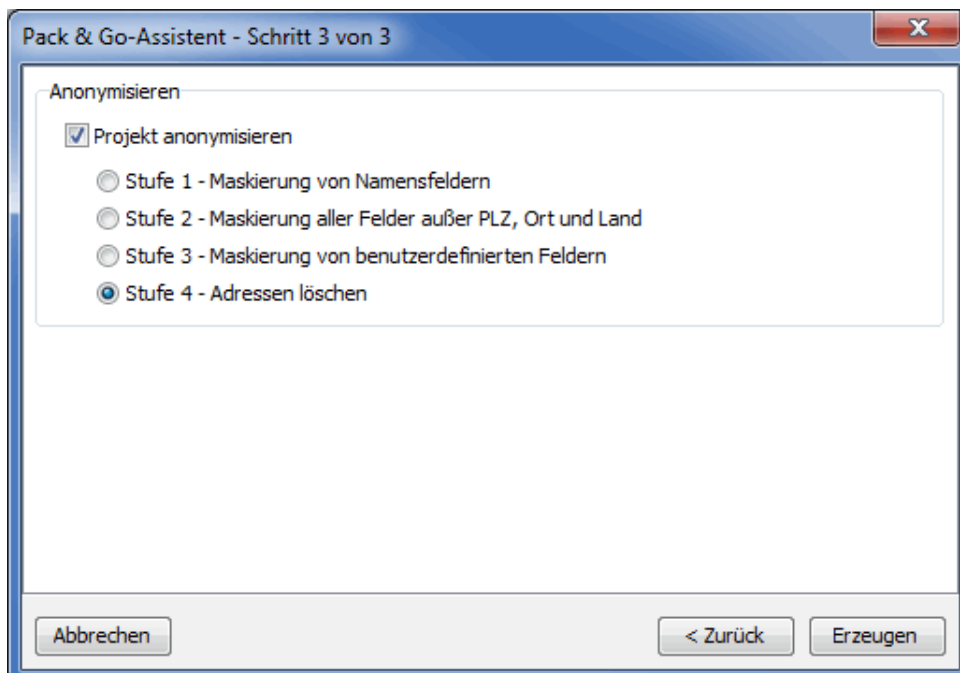 Pack & Go-Assistent - Schritt 3 von 3
Anonymisieren
Projekt anonymisieren
Stufe 1 - Maskierung von Namensfeldern
Stufe 2 - Maskierung aller Felder außer PLZ, Ort und Land
Stufe 3 - Maskierung von benutzerdefinierten Feldern
Stufe 4 - Adressen löschen
Abbrechen
< Zurück
Erzeugen